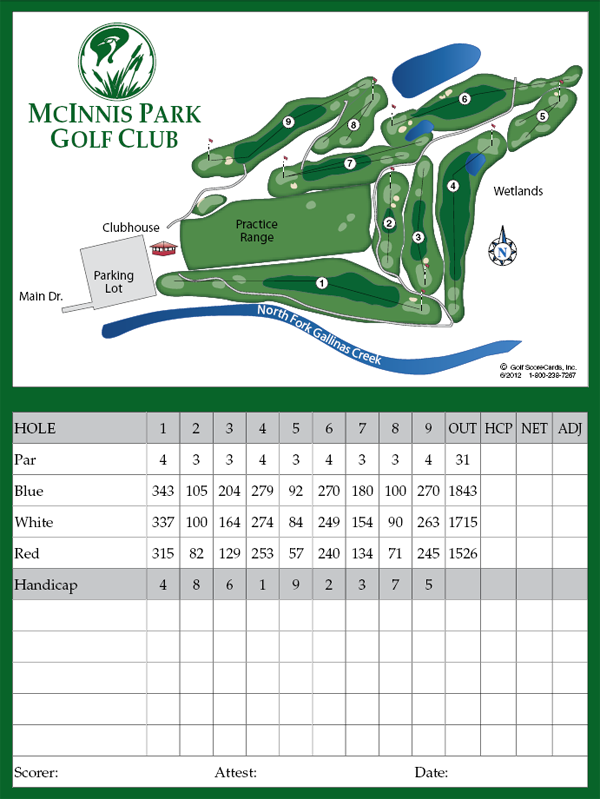 McInnis Park
Golf Club
9
8
6
5
7
4
2
3
1
Wetlands
Clubhouse
Practice
Range
Parking
Lot
Main Dr.
N
North Fork Gallinas Creek
© Golf ScoreCards, Inc.
6/2012 1-800-238-7267
HOLE 1 2 3 4 5 6 7 8 9 OUT HCP NET ADJ
Par 4 3 3 4 3 4 3 3 4 31
Blue 343 105 204 279 92 270 180 100 270 1843
White 337 100 164 274 84 249 154 90 263 1715
Red 315 82 129 253 57 240 134 71 245 1526
Handicap 4 8 6 1 9 2 3 7 5
Scorer: Attest: Date: